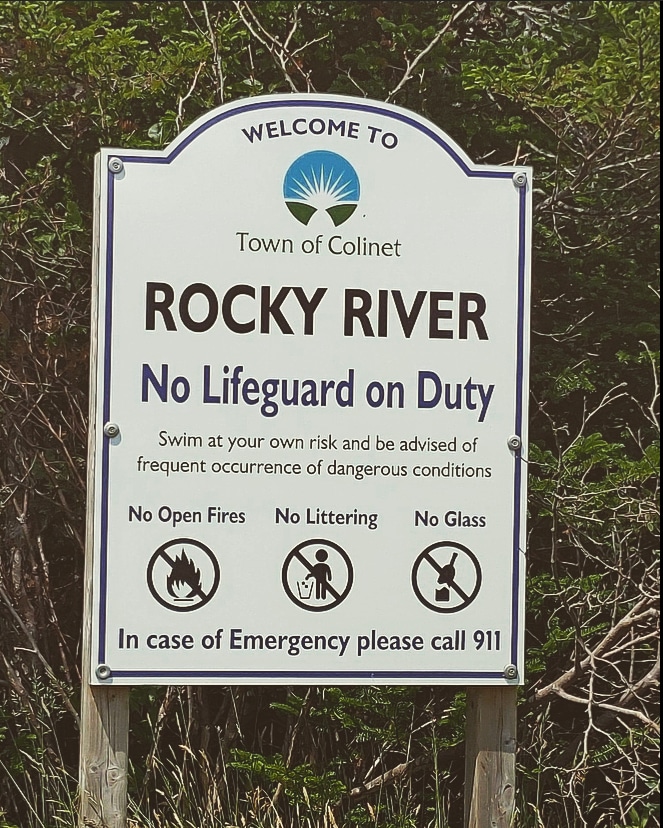 WELCOME TO
Town of Colinet
ROCKY RIVER
No Lifeguard on Duty
Swim at your own risk and be advised of
frequent occurrence of dangerous conditions
No Open Fires No Littering No Glass
In case of Emergency please call 911